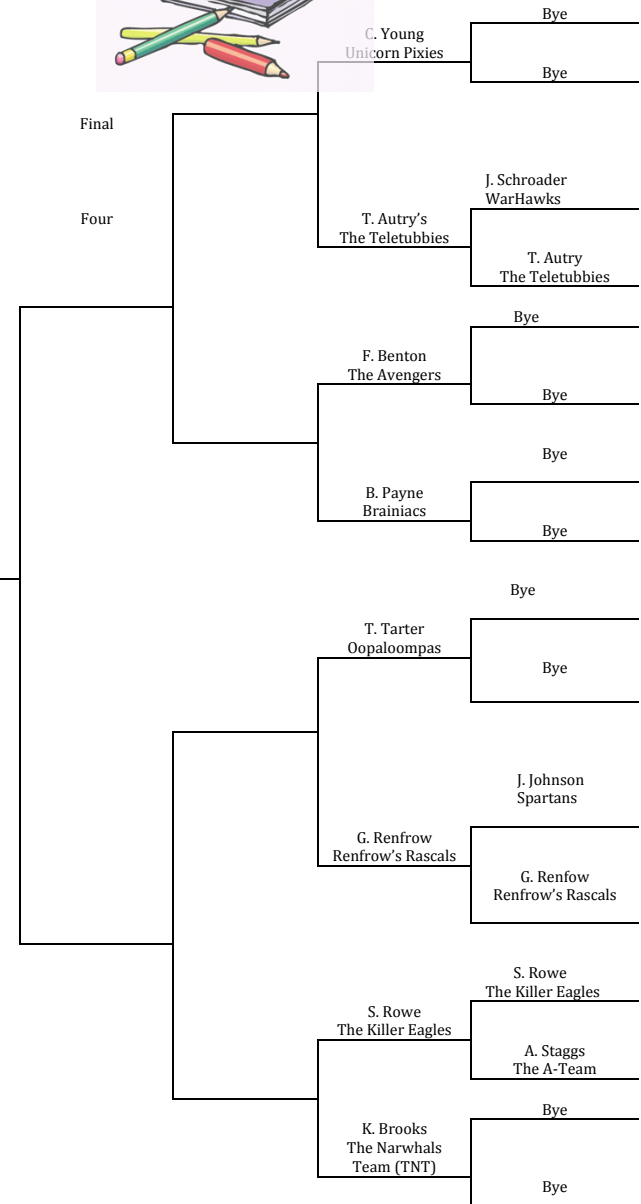 Bye
C. Young
Unicorn Pixies
Bye
Final
J. Schroader
WarHawks
Four
T. Autry’s
The Teletubbies
T. Autry
The Teletubbies
Bye
F. Benton
The Avengers
Bye
Bye
B. Payne
Brainiacs
Bye
Bye
T. Tarter
Oopaloompas
Bye
J. Johnson
Spartans
G. Renfrow
Renfrow’s Rascals
G. Renfow
Renfrow’s Rascals
S. Rowe
The Killer Eagles
S. Rowe
The Killer Eagles
A. Staggs
The A-Team
Bye
K. Brooks
The Narwhals
Team (TNT)
Bye